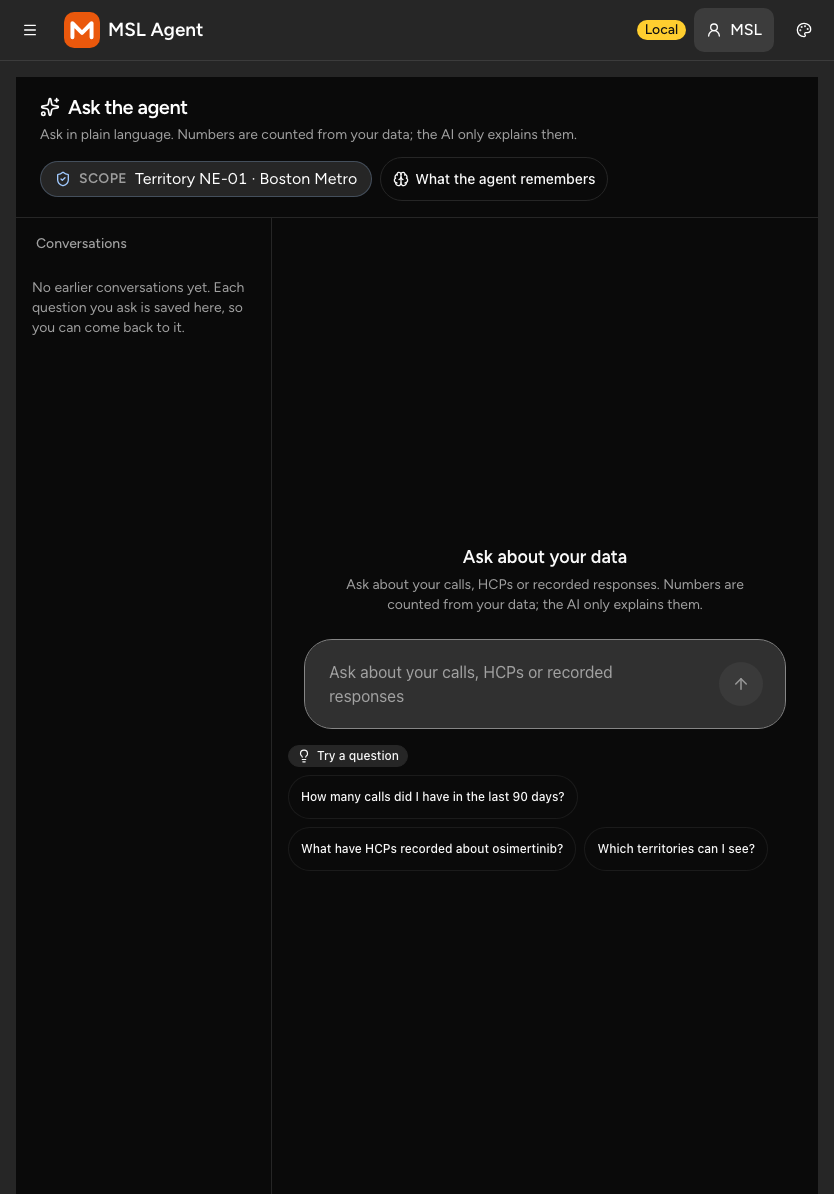 MSL Agent
Local
MSL
Ask the agent
Ask in plain language. Numbers are counted from your data; the AI only explains them.
SCOPE Territory NE-01 · Boston Metro
What the agent remembers
Conversations
No earlier conversations yet. Each
question you ask is saved here, so
you can come back to it.
Ask about your data
Ask about your calls, HCPs or recorded responses. Numbers are
counted from your data; the AI only explains them.
Ask about your calls, HCPs or recorded
responses
Try a question
How many calls did I have in the last 90 days?
What have HCPs recorded about osimertinib?
Which territories can I see?